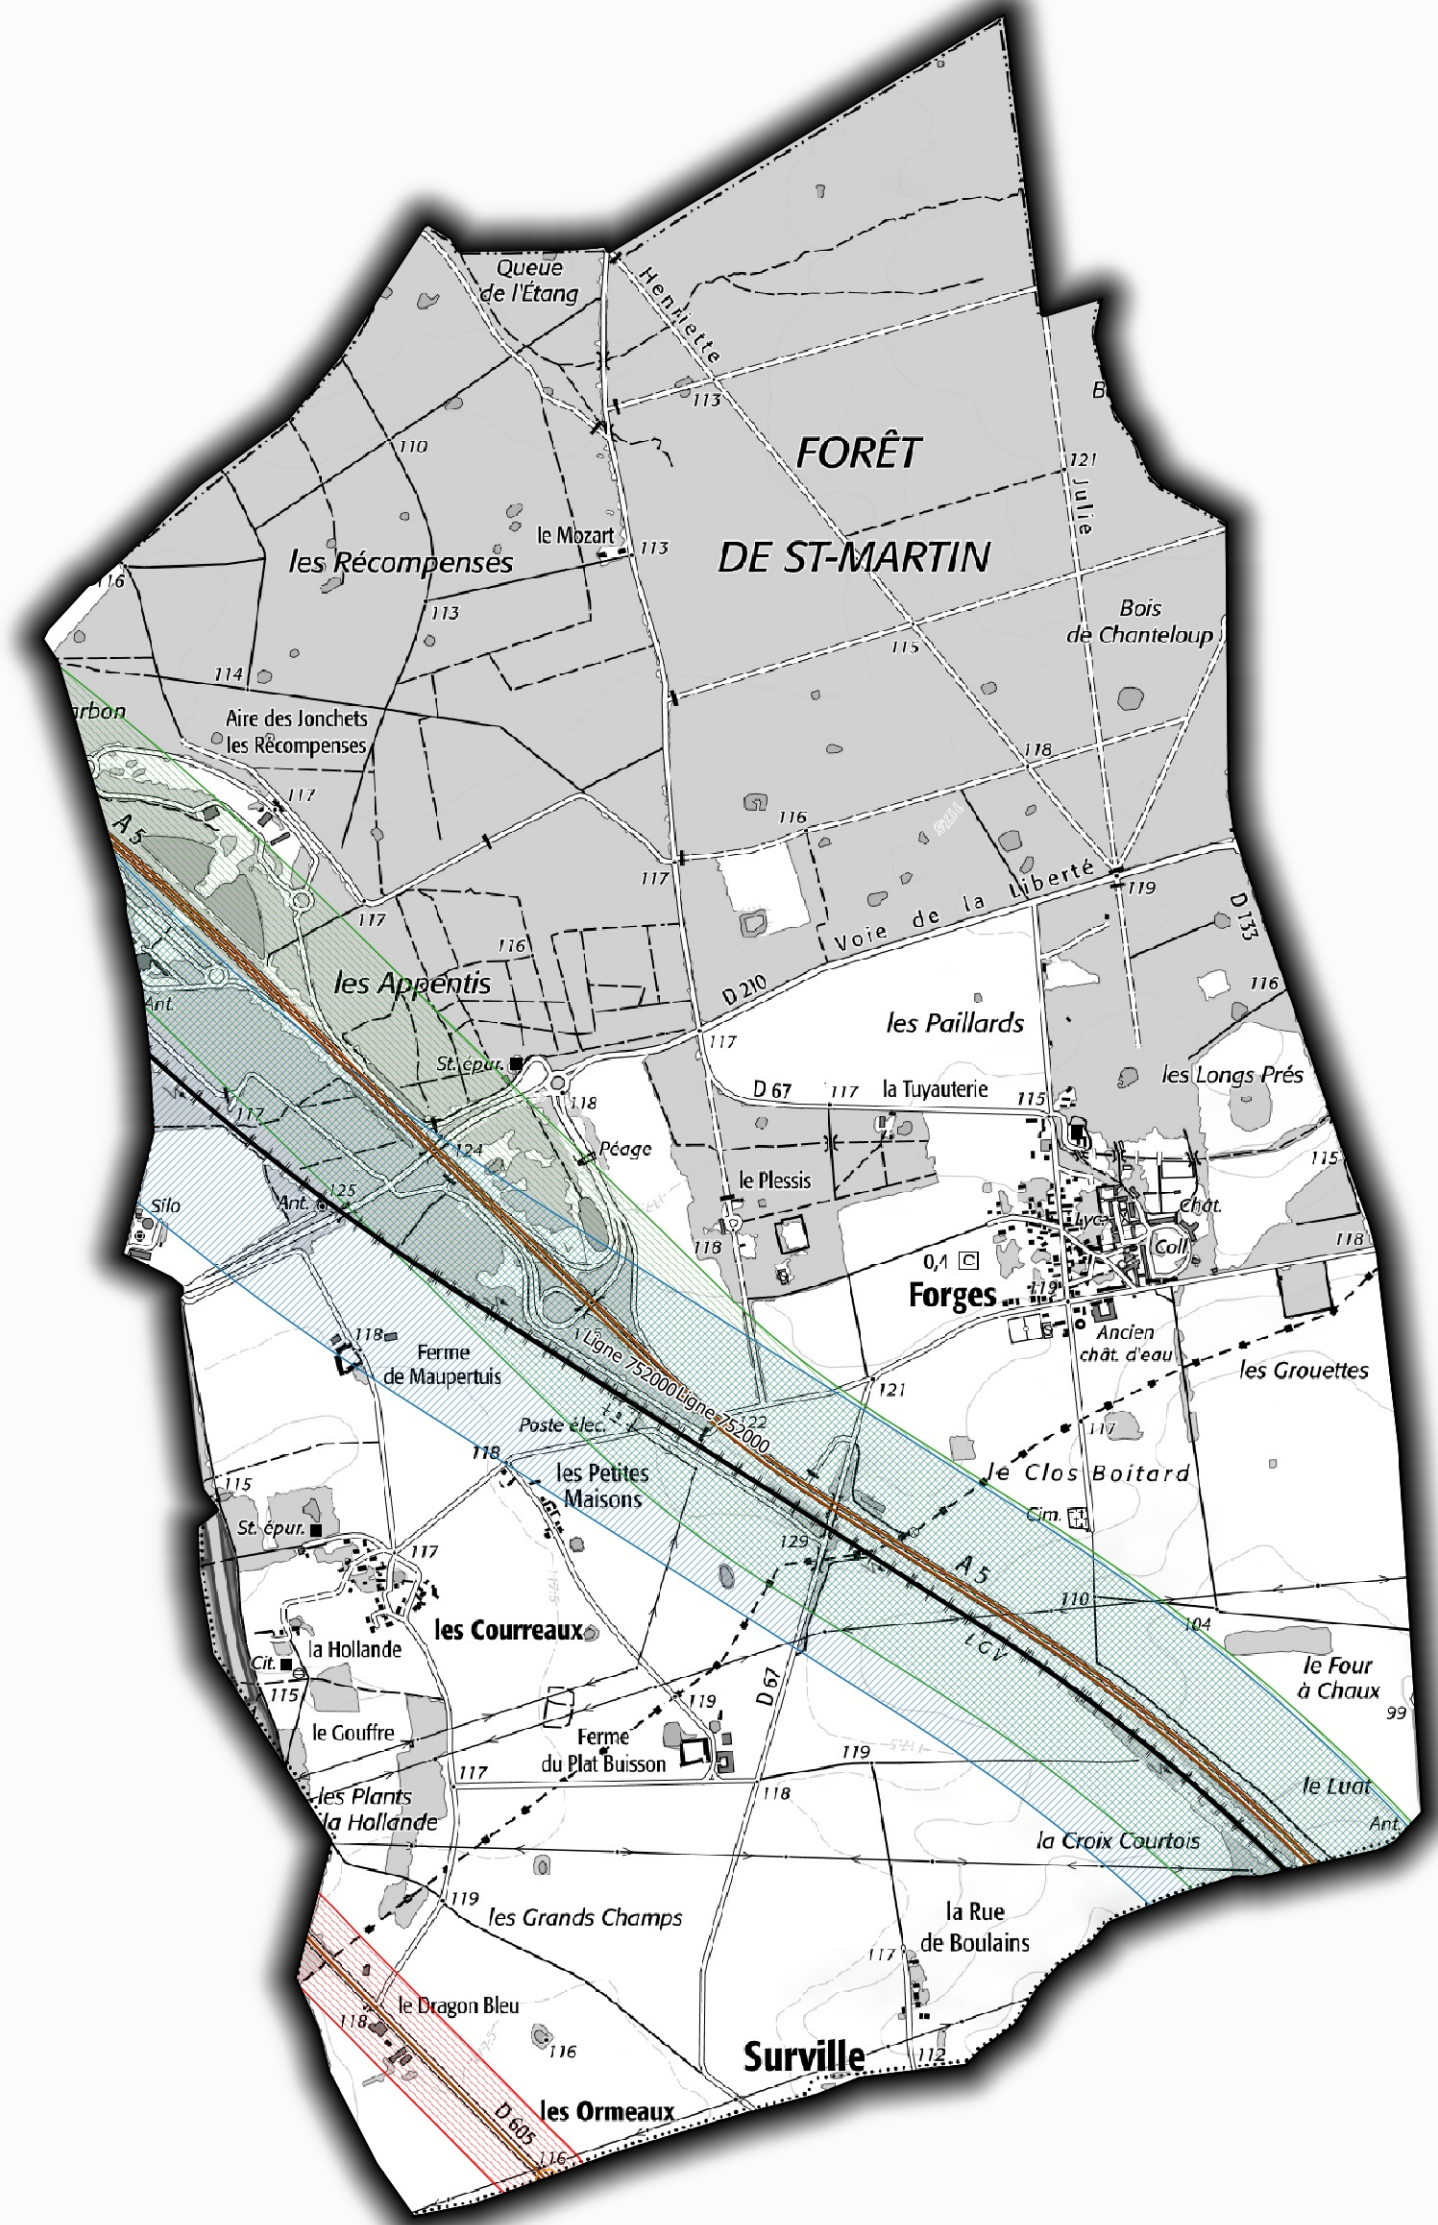 Queue
de l'Étang
Henriette
113
B
110
FORÊT
121
Julie
le Mozart
113
les Récompenses
DE ST-MARTIN
116
113
Bois
de Chanteloup
115
114
arbon
Aire des Jonchets
les Récompenses
118
117
116
117,5
A 5
117
119
Voie de la Liberté
117
D 133
116
les Appentis
116
D 210
Ant.
les Paillards
117
St. épur.
les Longs Prés
D 67
117
la Tuyauterie
115
118
117
124
Péage
115
le Plessis
125
Ant.
Silo
Lyc.
Chât.
118
Coll.
118
0,1 C
Forges
119
118
Ferme
de Maupertuis
Ancien
chât. d'eau
Ligne 752000
Ligne 752000
les Grouettes
121
122
Poste élec.
117
118
les Petites
Maisons
le Clos Boitard
115
St. épur.
Cim.
129
117
117,5
A 5
110
104
les Courreaux
LGV
la Hollande
Cit.
le Four
à Chaux
115
D 67
119
99
le Gouffre
Ferme
du Plat Buisson
117,5
119
117
118
les Plants
la Hollande
le Luat
Ant.
la Croix Courtois
119
les Grands Champs
la Rue
de Boulains
117
le Dragon Bleu
118
116
Surville
112
les Ormeaux
D 605
116